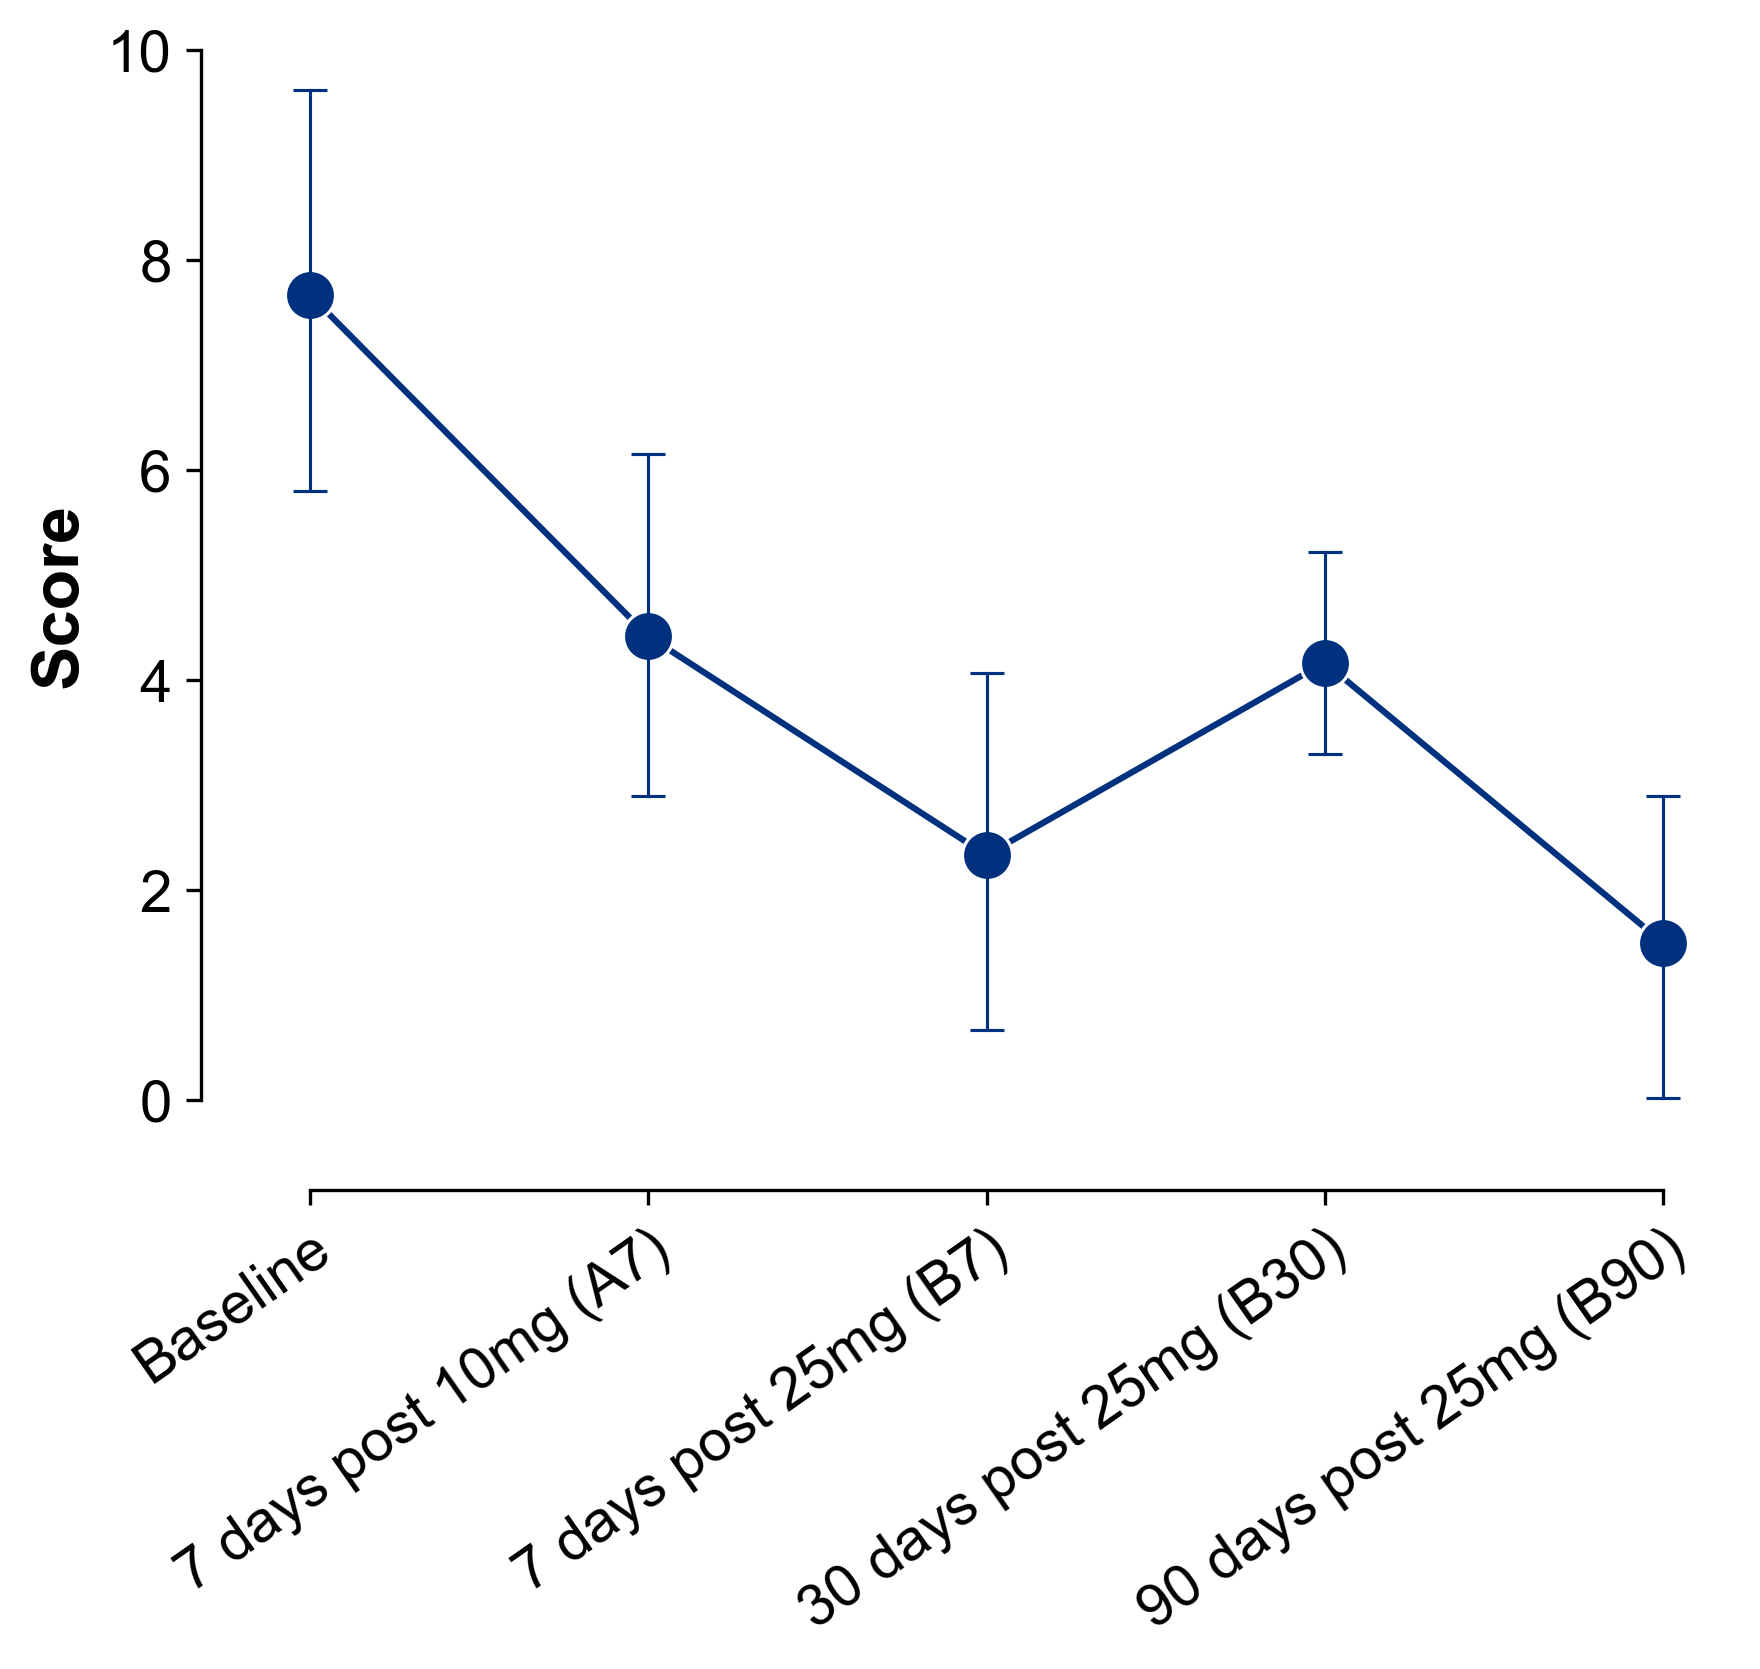 10
8
6
4
2
0
Score
Baseline
7 days post 10mg (A7)
7 days post 25mg (B7)
30 days post 25mg (B30)
90 days post 25mg (B90)